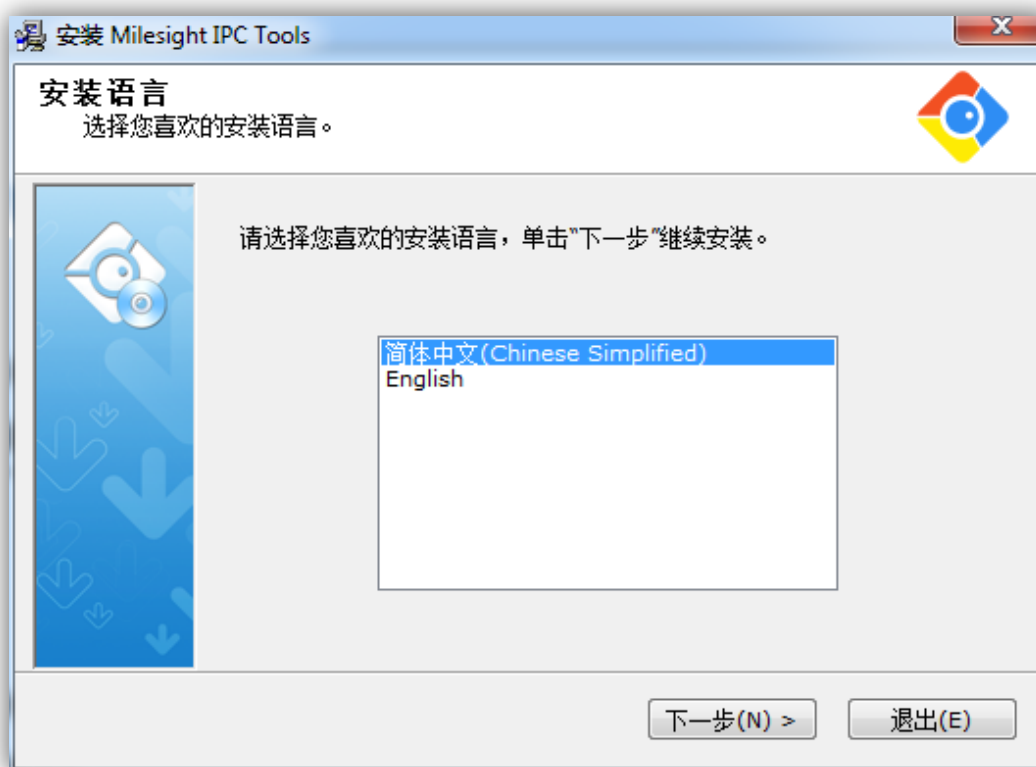 安装 Milesight IPC Tools
安装语言
选择您喜欢的安装语言。
请选择您喜欢的安装语言，单击"下一步"继续安装。
简体中文(Chinese Simplified)
English
下一步(N) >
退出(E)